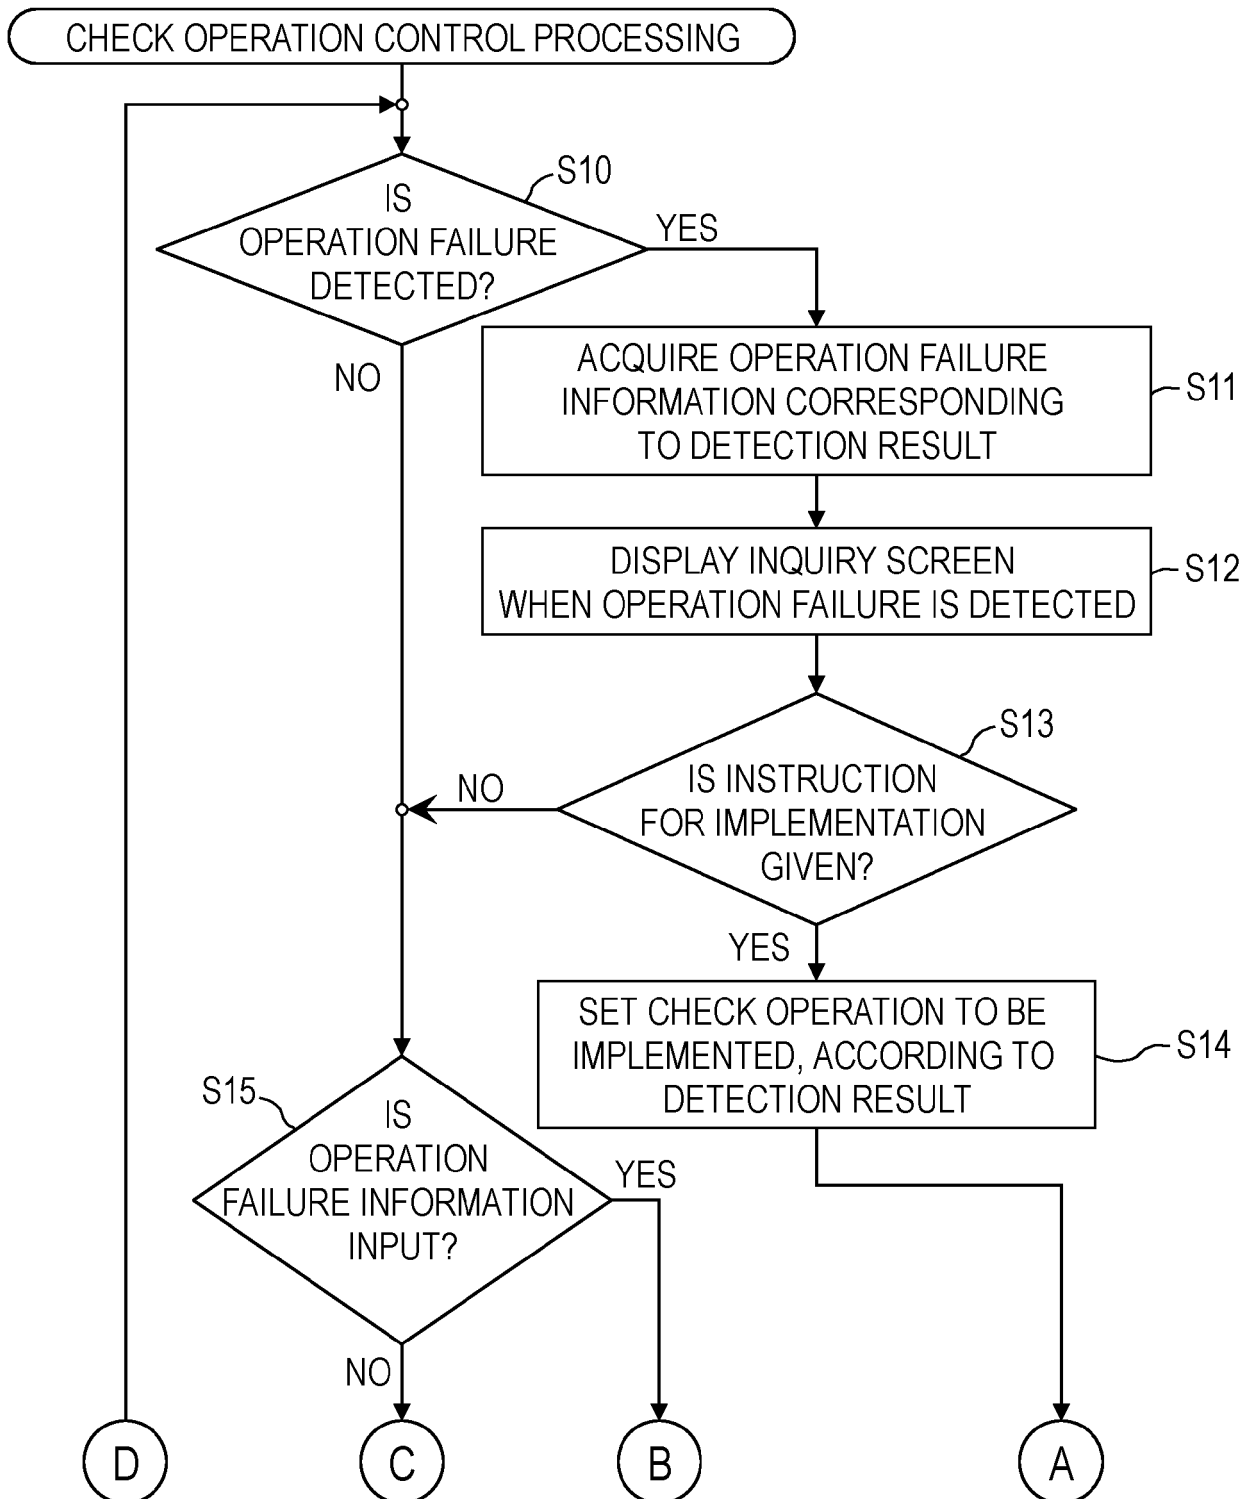 CHECK OPERATION CONTROL PROCESSING
S10
IS
OPERATION FAILURE
DETECTED?
YES
NO
ACQUIRE OPERATION FAILURE
INFORMATION CORRESPONDING
TO DETECTION RESULT
S11
DISPLAY INQUIRY SCREEN
WHEN OPERATION FAILURE IS DETECTED
S12
S13
IS INSTRUCTION
FOR IMPLEMENTATION
GIVEN?
NO
YES
SET CHECK OPERATION TO BE
IMPLEMENTED, ACCORDING TO
DETECTION RESULT
S14
S15
IS
OPERATION
FAILURE INFORMATION
INPUT?
YES
NO
D
C
B
A